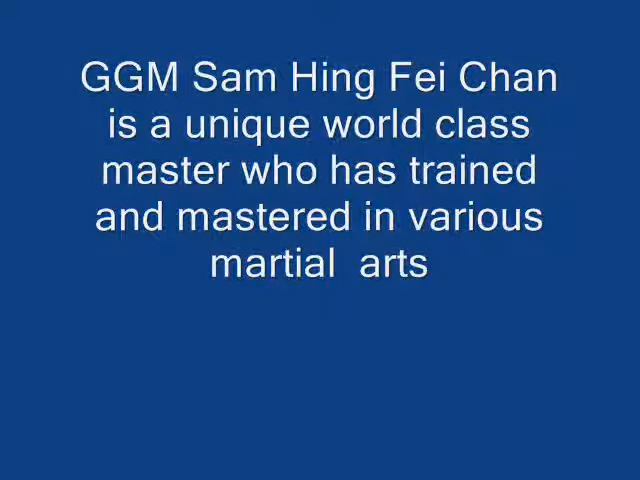 GGM Sam Hing Fei Chan
is a unique world class
master who has trained
and mastered in various
martial  arts